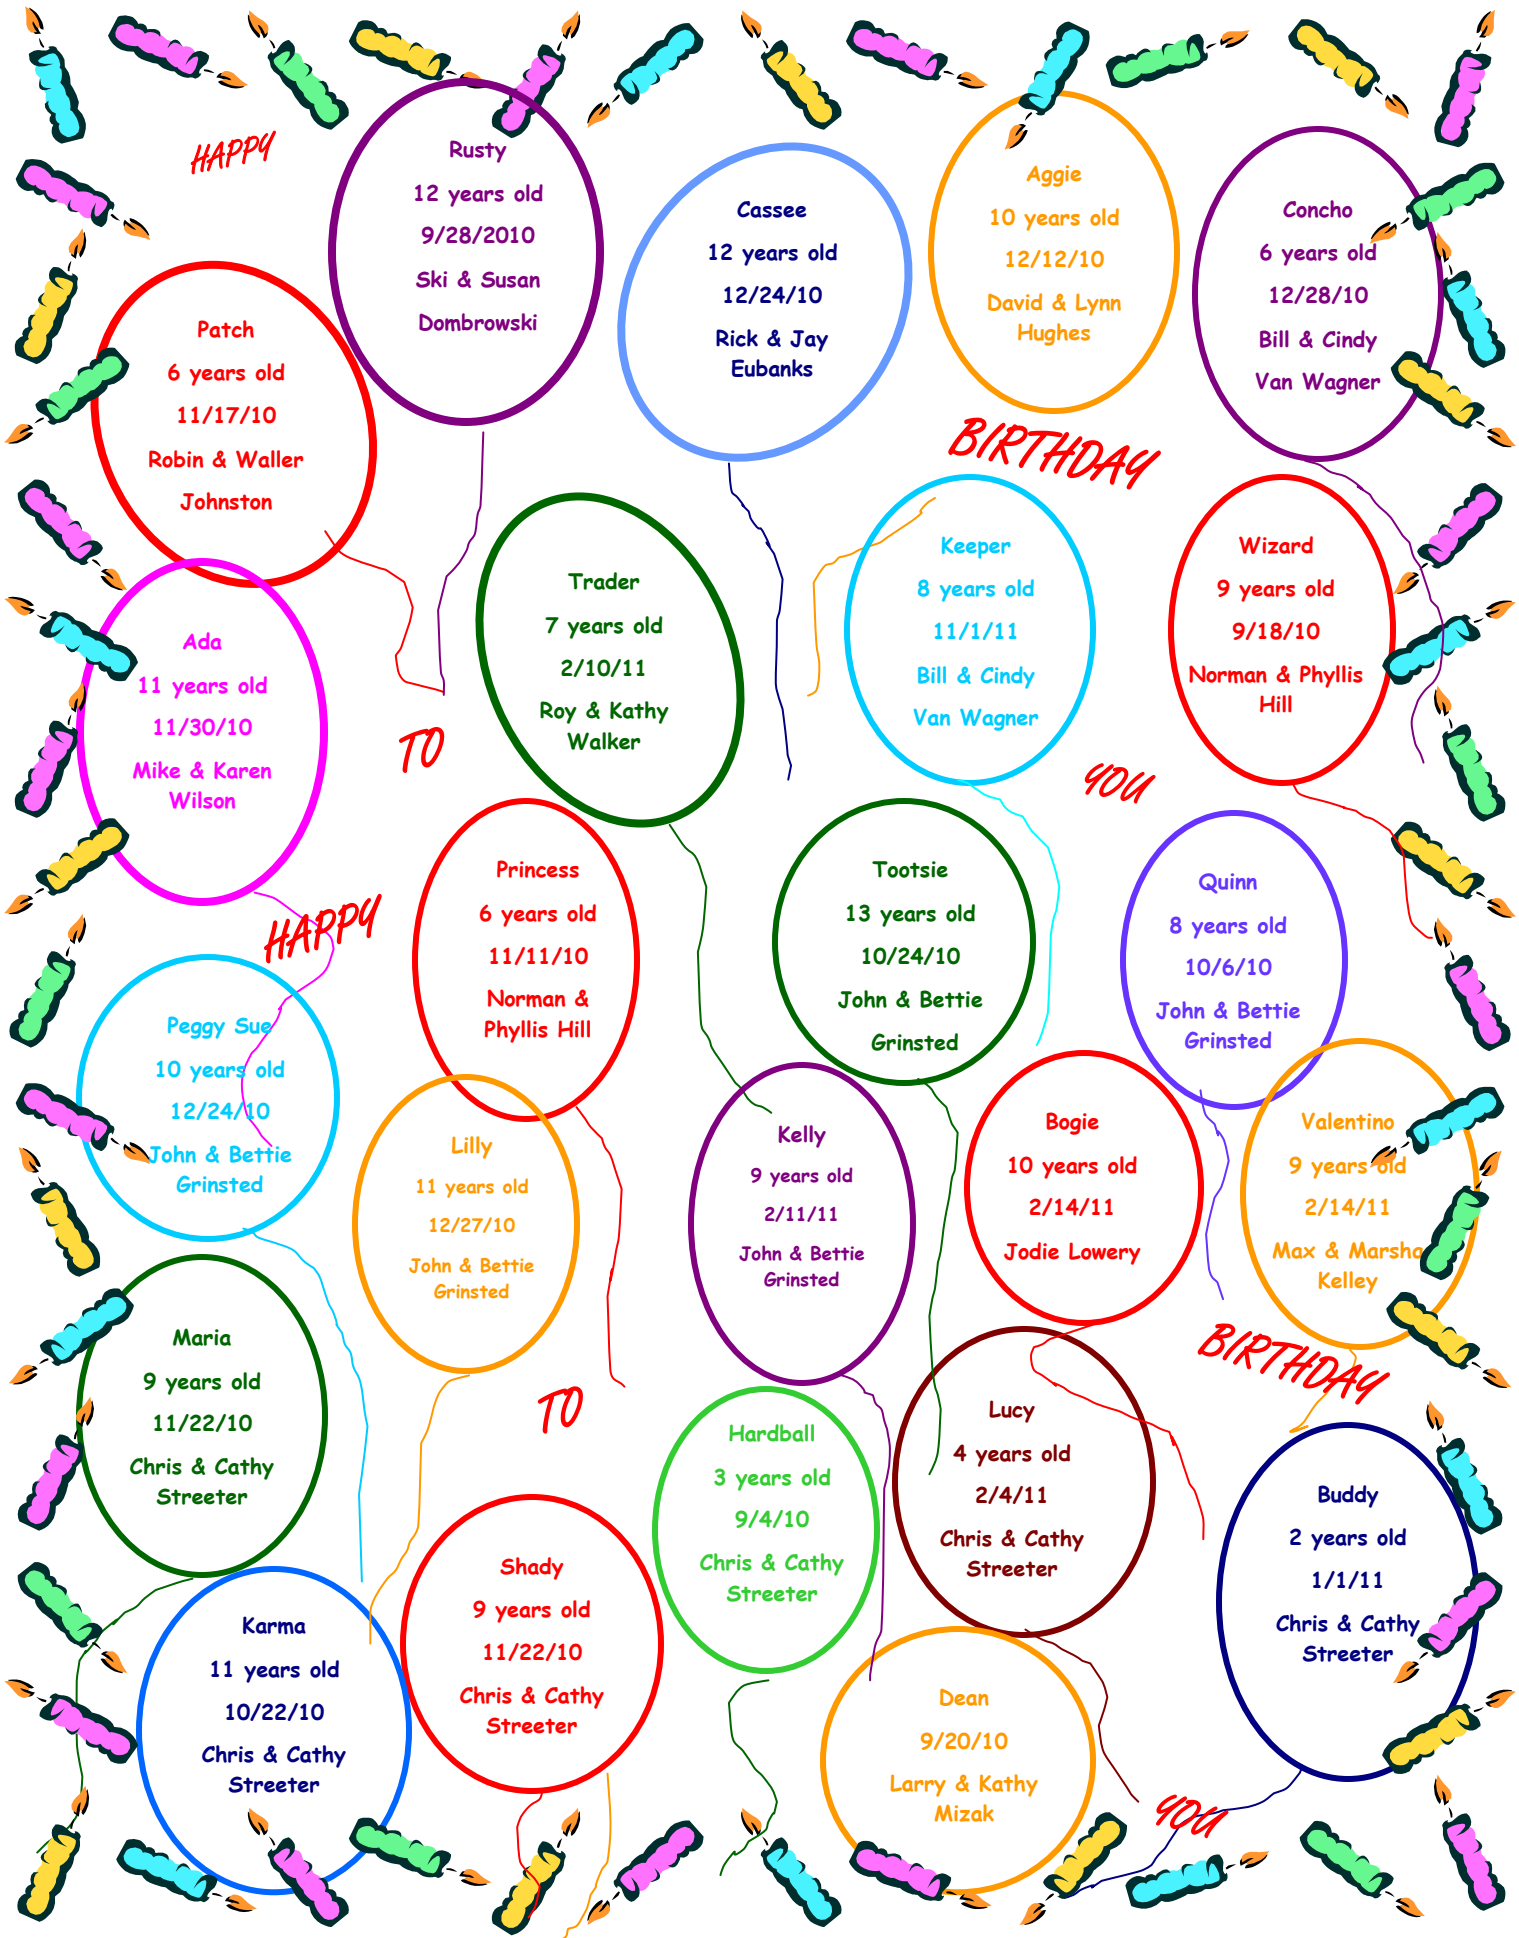 HAPPY
Rusty
12 years old
9/28/2010
Ski & Susan
Dombrowski
Cassee
12 years old
12/24/10
Rick & Jay
Eubanks
Aggie
10 years old
12/12/10
David & Lynn
Hughes
Concho
6 years old
12/28/10
Bill & Cindy
Van Wagner
Patch
6 years old
11/17/10
Robin & Waller
Johnston
BIRTHDAY
Trader
7 years old
2/10/11
Roy & Kathy
Walker
Keeper
8 years old
11/1/11
Bill & Cindy
Van Wagner
Wizard
9 years old
9/18/10
Norman & Phyllis
Hill
Ada
11 years old
11/30/10
Mike & Karen
Wilson
TO
YOU
Princess
6 years old
11/11/10
Norman &
Phyllis Hill
Tootsie
13 years old
10/24/10
John & Bettie
Grinsted
Quinn
8 years old
10/6/10
John & Bettie
Grinsted
HAPPY
Peggy Sue
10 years old
12/24/10
John & Bettie
Grinsted
Lilly
11 years old
12/27/10
John & Bettie
Grinsted
Kelly
9 years old
2/11/11
John & Bettie
Grinsted
Bogie
10 years old
2/14/11
Jodie Lowery
Valentino
9 years old
2/14/11
Max & Marsha
Kelley
Maria
9 years old
11/22/10
Chris & Cathy
Streeter
TO
BIRTHDAY
Hardball
3 years old
9/4/10
Chris & Cathy
Streeter
Lucy
4 years old
2/4/11
Chris & Cathy
Streeter
Buddy
2 years old
1/1/11
Chris & Cathy
Streeter
Shady
9 years old
11/22/10
Chris & Cathy
Streeter
Karma
11 years old
10/22/10
Chris & Cathy
Streeter
Dean
9/20/10
Larry & Kathy
Mizak
YOU